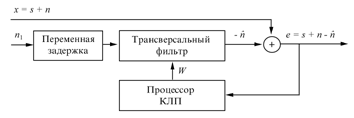 x = s + n
n₁
Переменная
задержка
Трансверсальный
фильтр
- n̂
+
e = s + n - n̂
W
Процессор
КЛП